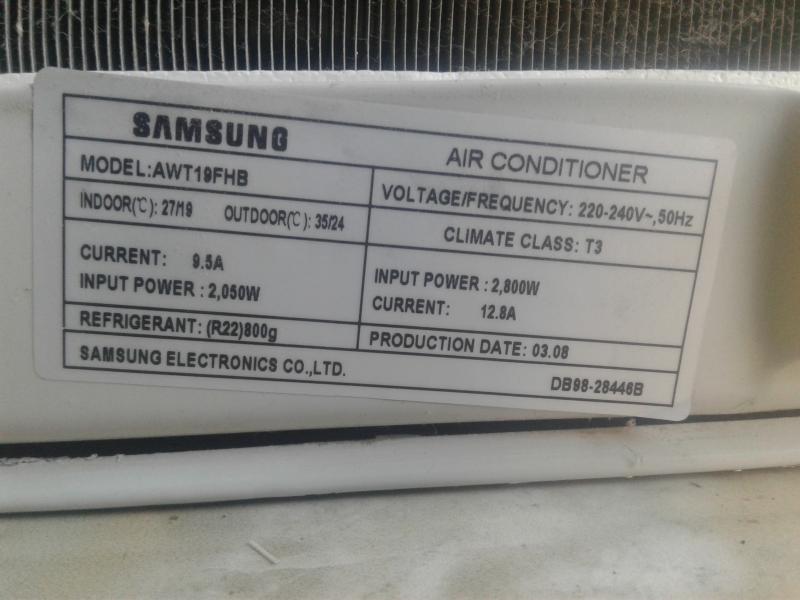 SAMSUNG
AIR CONDITIONER
MODEL:AWT19FHB
VOLTAGE/FREQUENCY: 220-240V~,50Hz
INDOOR(℃): 27/19 OUTDOOR(℃): 35/24
CLIMATE CLASS: T3
CURRENT: 9.5A
INPUT POWER : 2,050W
INPUT POWER : 2,800W
CURRENT: 12.8A
REFRIGERANT: (R22)800g
PRODUCTION DATE: 03.08
SAMSUNG ELECTRONICS CO.,LTD.
DB98-28446B